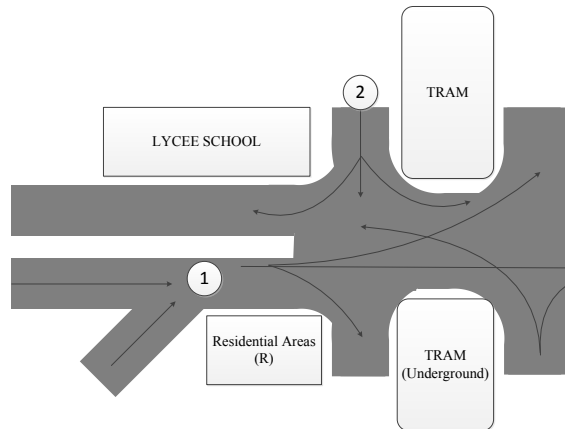 2
TRAM
LYCEE SCHOOL
1
Residential Areas
(R)
TRAM
(Underground)